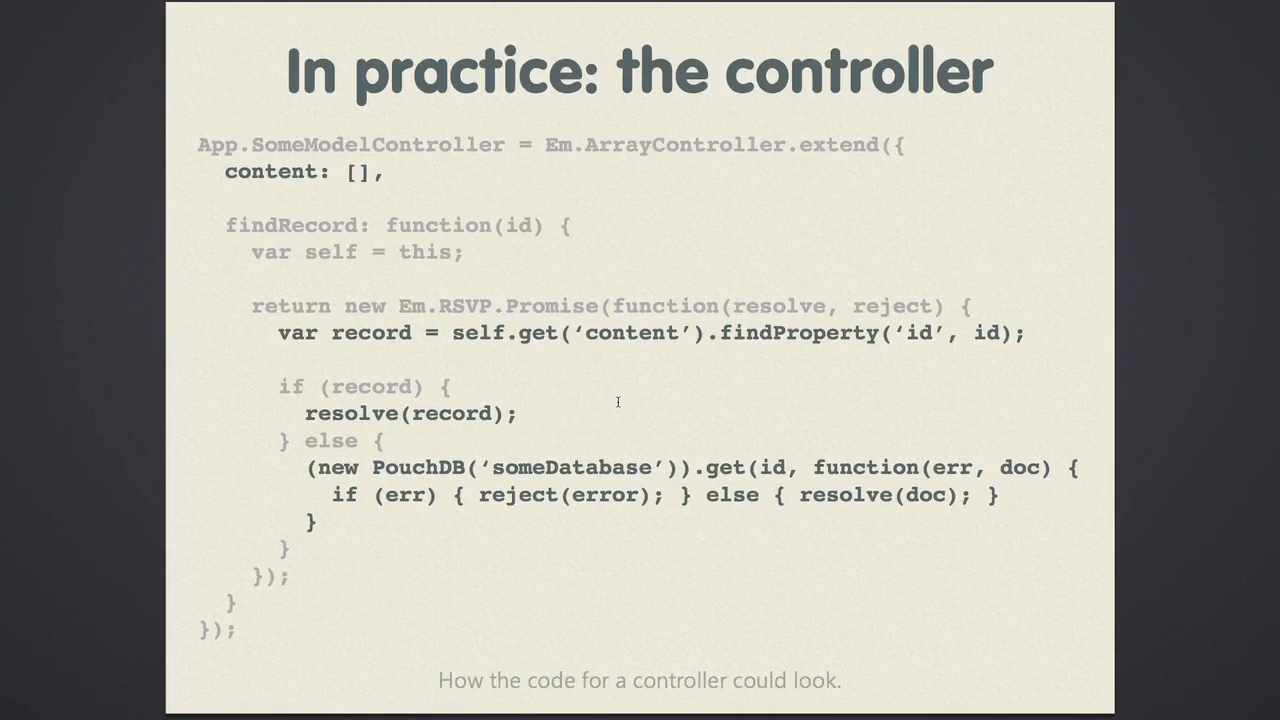 In practice: the controller
App.SomeModelController = Em.ArrayController.extend({
content: [],
findRecord: function(id) {
var self = this;
return new Em.RSVP.Promise(function(resolve, reject) {
var record = self.get(‘content’).findProperty(‘id’, id);
if (record) {
resolve(record);
} else {
(new PouchDB(‘someDatabase’)).get(id, function(err, doc) {
if (err) { reject(error); } else { resolve(doc); }
}
}
});
}
});
How the code for a controller could look.